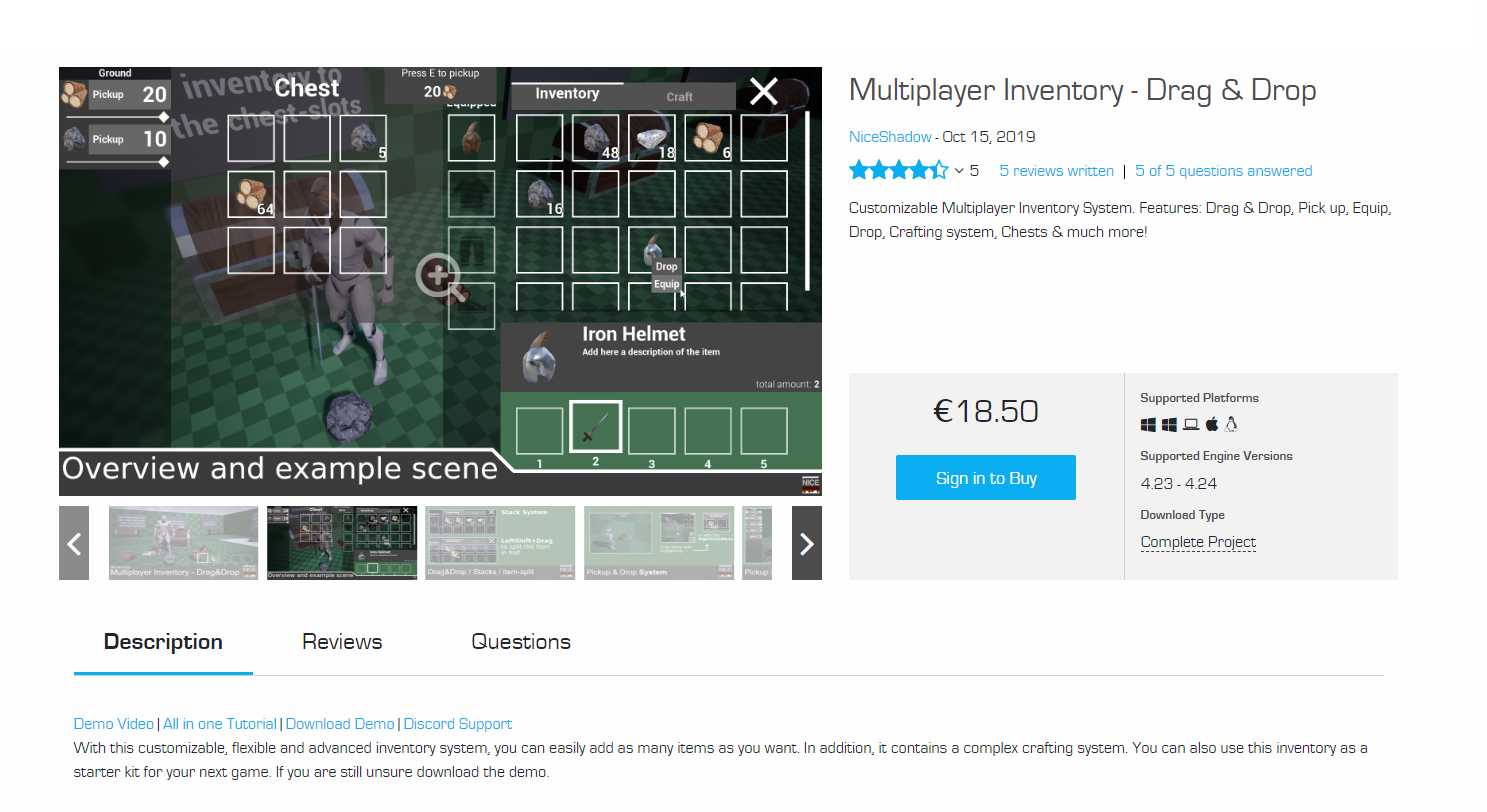 Ground
Pickup 20
Pickup 10
inventory to
the chest-slots
Chest
Press E to pickup
20
Equipped
Inventory
Craft
5
48
18
6
64
16
Drop
Equip
Iron Helmet
Add here a description of the item
total amount: 2
1 2 3 4 5
Overview and example scene
NICE
Multiplayer Inventory - Drag&Drop
Overview and example scene
Stack System
LeftShift+Drag
to split the item
in half
Drag&Drop / Stacks / item-split
Pickup & Drop System
Pickup
Multiplayer Inventory - Drag & Drop
NiceShadow - Oct 15, 2019
5 5 reviews written | 5 of 5 questions answered
Customizable Multiplayer Inventory System. Features: Drag & Drop, Pick up, Equip,
Drop, Crafting system, Chests & much more!
€18.50
Sign in to Buy
Supported Platforms
Supported Engine Versions
4.23 - 4.24
Download Type
Complete Project
Description
Reviews
Questions
Demo Video | All in one Tutorial | Download Demo | Discord Support
With this customizable, flexible and advanced inventory system, you can easily add as many items as you want. In addition, it contains a complex crafting system. You can also use this inventory as a
starter kit for your next game. If you are still unsure download the demo.